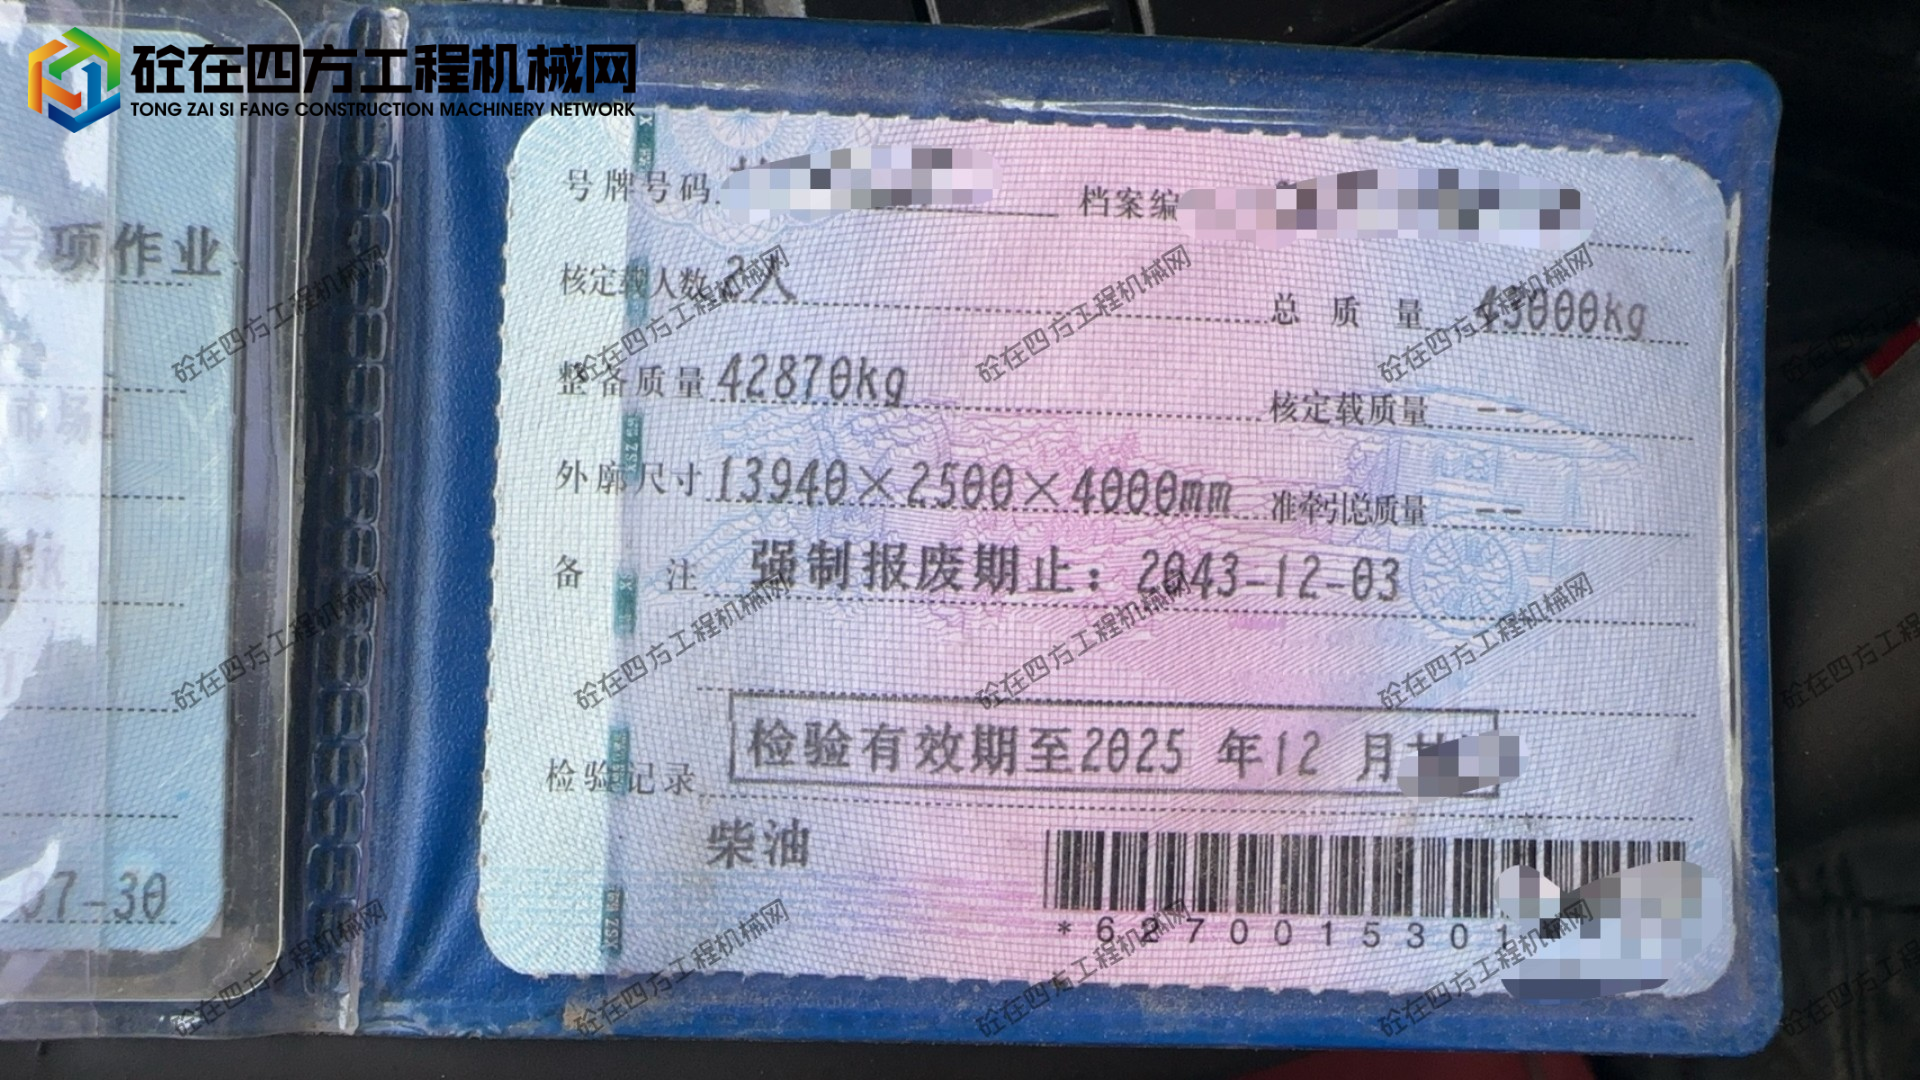 砼在四方工程机械网
TONG ZAI SI FANG CONSTRUCTION MACHINERY NETWORK
项作业
市场
07-30
号牌号码
档案编
核定载人数 2人
总质量 43000kg
整备质量 42870kg
核定载质量 --
外廓尺寸 13940×2500×4000mm
准牵引总质量 --
备注 强制报废期止：2043-12-03
检验记录 检验有效期至2025 年12 月
柴油
*6270015301